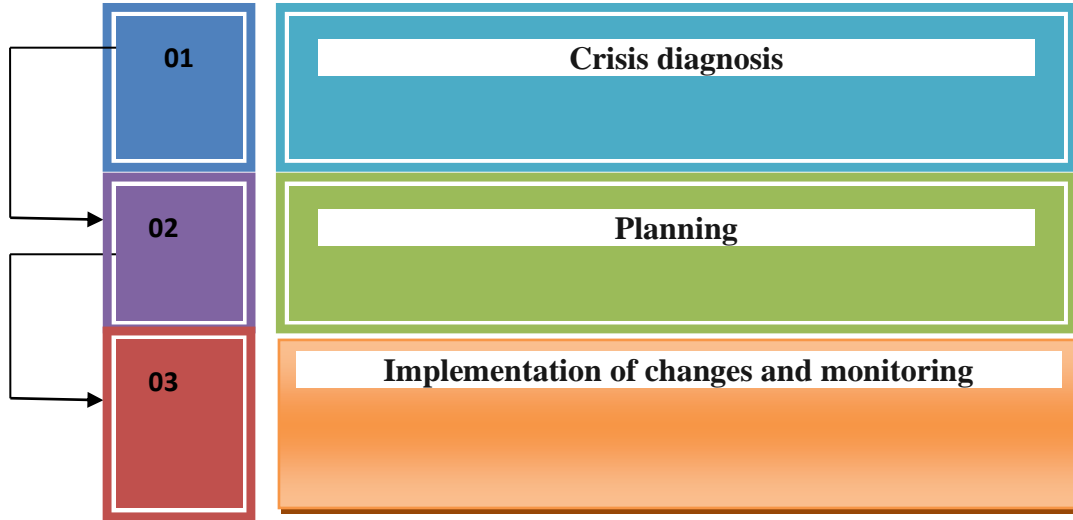 01
Crisis diagnosis
02
Planning
03
Implementation of changes and monitoring